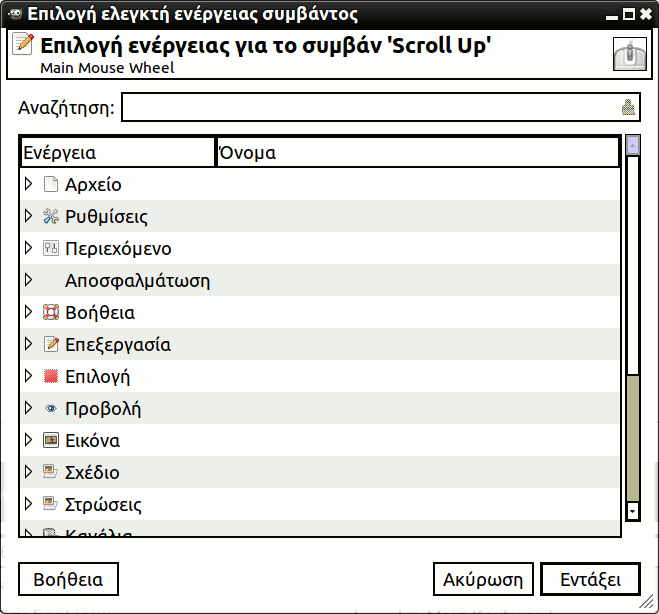 Επιλογή ελεγκτή ενέργειας συμβάντος
Επιλογή ενέργειας για το συμβάν 'Scroll Up'
Main Mouse Wheel
Αναζήτηση:
Ενέργεια Όνομα
Αρχείο
Ρυθμίσεις
Περιεχόμενο
Αποσφαλμάτωση
Βοήθεια
Επεξεργασία
Επιλογή
Προβολή
Εικόνα
Σχέδιο
Στρώσεις
Κανάλια
Βοήθεια Ακύρωση Εντάξει